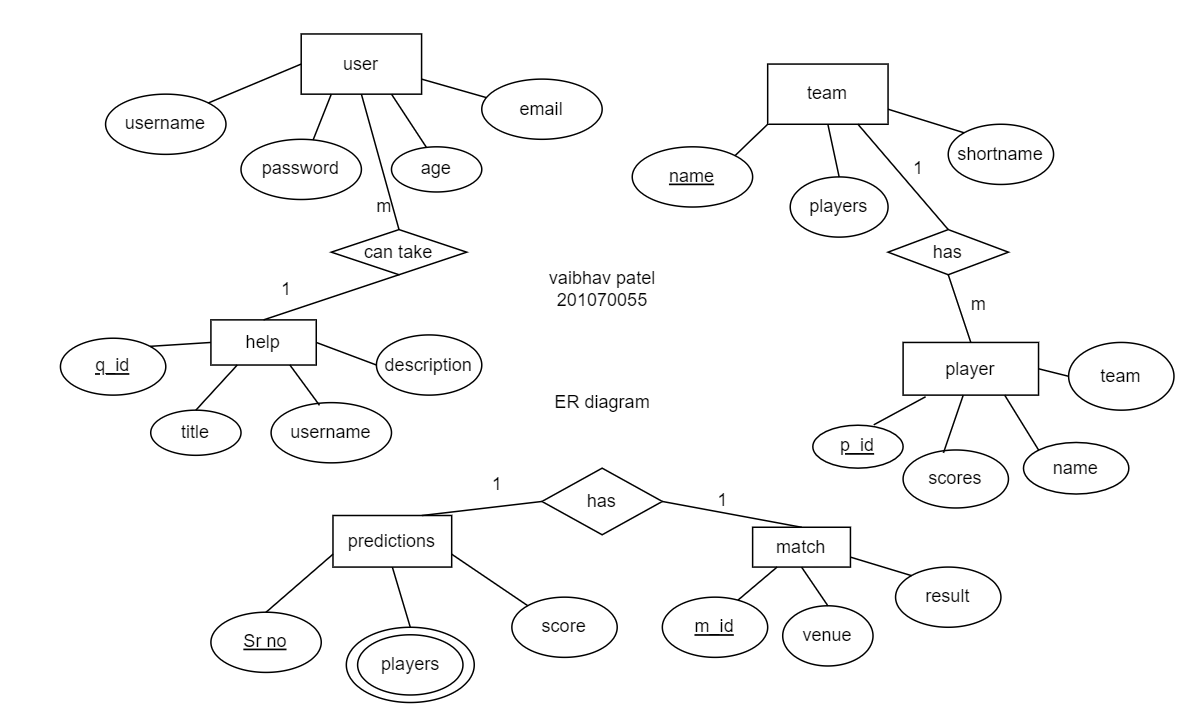 user
team
username
password
age
email
name
players
shortname
m
1
can take
has
vaibhav patel
201070055
1
m
help
player
q_id
title
username
description
team
ER diagram
p_id
scores
name
1
has
1
predictions
match
Sr no
players
score
m_id
venue
result